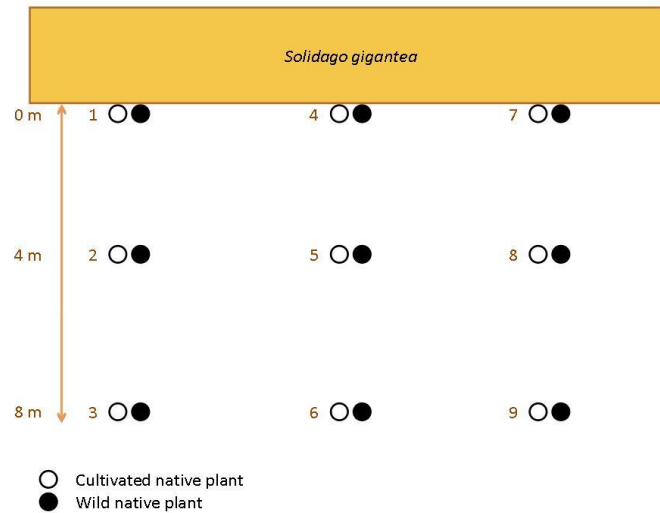 Solidago gigantea
0 m 1 4 7
4 m 2 5 8
8 m 3 6 9
Cultivated native plant
Wild native plant